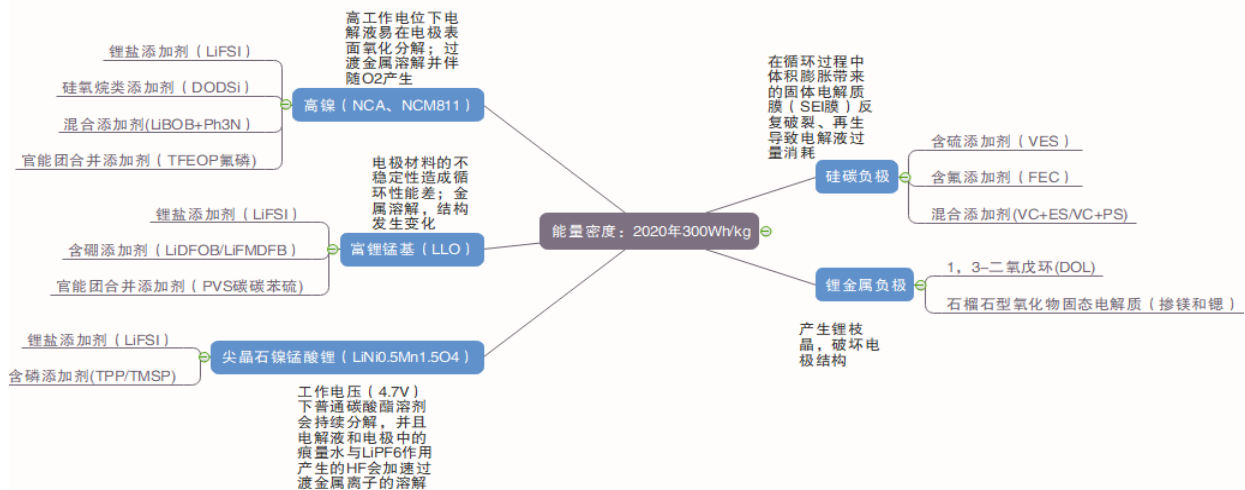 高工作电位下电
解液易在电极表
面氧化分解；过
渡金属溶解并伴
随O2产生
锂盐添加剂（LiFSI）
硅氧烷类添加剂（DODSi）
混合添加剂(LiBOB+Ph3N）
官能团合并添加剂（TFEOP氟磷)
高镍（NCA、NCM811）
电极材料的不
稳定性造成循
环性能差；金
属溶解，结构
发生变化
锂盐添加剂（LiFSI）
含硼添加剂（LiDFOB/LiFMDFB）
官能团合并添加剂（PVS碳碳苯硫)
富锂锰基（LLO）
锂盐添加剂（LiFSI）
含磷添加剂(TPP/TMSP)
尖晶石镍锰酸锂（LiNi0.5Mn1.5O4）
工作电压（4.7V）
下普通碳酸酯溶剂
会持续分解，并且
电解液和电极中的
痕量水与LiPF6作用
产生的HF会加速过
渡金属离子的溶解
能量密度：2020年300Wh/kg
在循环过程中
体积膨胀带来
的固体电解质
膜（SEI膜）反
复破裂、再生
导致电解液过
量消耗
硅碳负极
含硫添加剂（VES）
含氟添加剂（FEC）
混合添加剂(VC+ES/VC+PS)
锂金属负极
1，3-二氧戊环(DOL)
石榴石型氧化物固态电解质（掺镁和锶）
产生锂枝
晶，破坏电
极结构